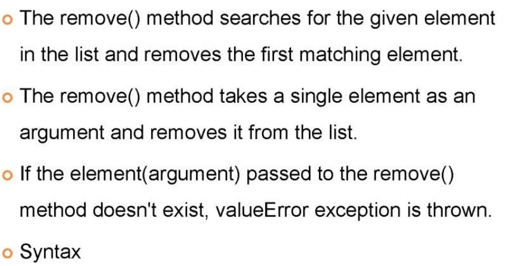 The remove() method searches for the given element
in the list and removes the first matching element.
The remove() method takes a single element as an
argument and removes it from the list.
If the element(argument) passed to the remove()
method doesn't exist, valueError exception is thrown.
Syntax